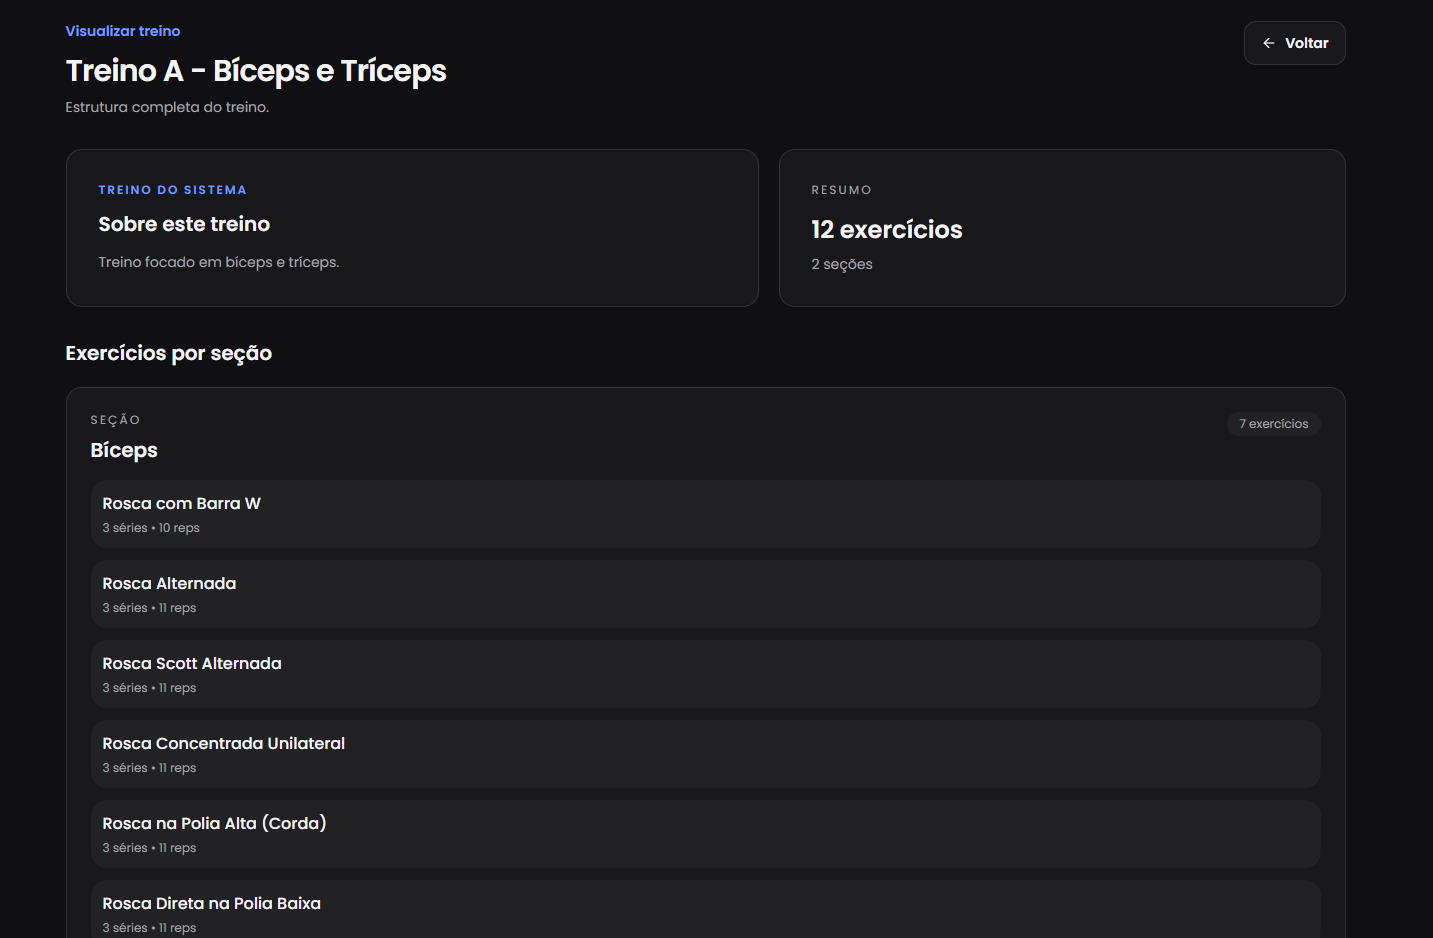 Visualizar treino
Treino A - Bíceps e Tríceps
Estrutura completa do treino.
← Voltar
TREINO DO SISTEMA
Sobre este treino
Treino focado em bíceps e tríceps.
RESUMO
12 exercícios
2 seções
Exercícios por seção
SEÇÃO
Bíceps
7 exercícios
Rosca com Barra W
3 séries • 10 reps
Rosca Alternada
3 séries • 11 reps
Rosca Scott Alternada
3 séries • 11 reps
Rosca Concentrada Unilateral
3 séries • 11 reps
Rosca na Polia Alta (Corda)
3 séries • 11 reps
Rosca Direta na Polia Baixa
3 séries • 11 reps